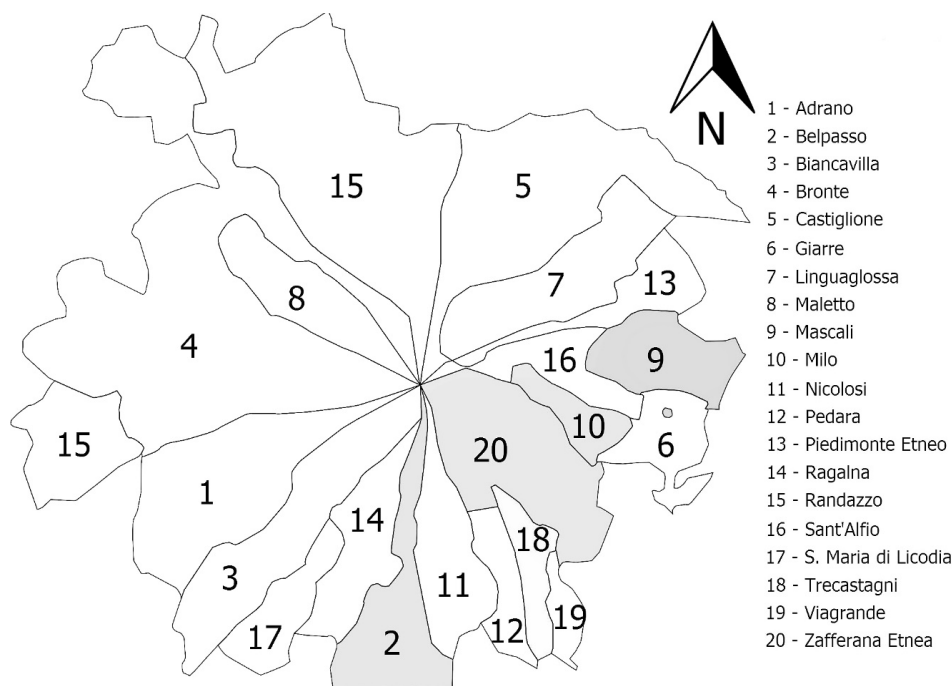 N
1 - Adrano
2 - Belpasso
3 - Biancavilla
4 - Bronte
5 - Castiglione
6 - Giarre
7 - Linguaglossa
8 - Maletto
9 - Mascali
10 - Milo
11 - Nicolosi
12 - Pedara
13 - Piedimonte Etneo
14 - Ragalna
15 - Randazzo
16 - Sant'Alfio
17 - S. Maria di Licodia
18 - Trecastagni
19 - Viagrande
20 - Zafferana Etnea
15
5
7
13
8
4
16
9
10
6
15
20
1
14
18
3
11
19
12
17
2